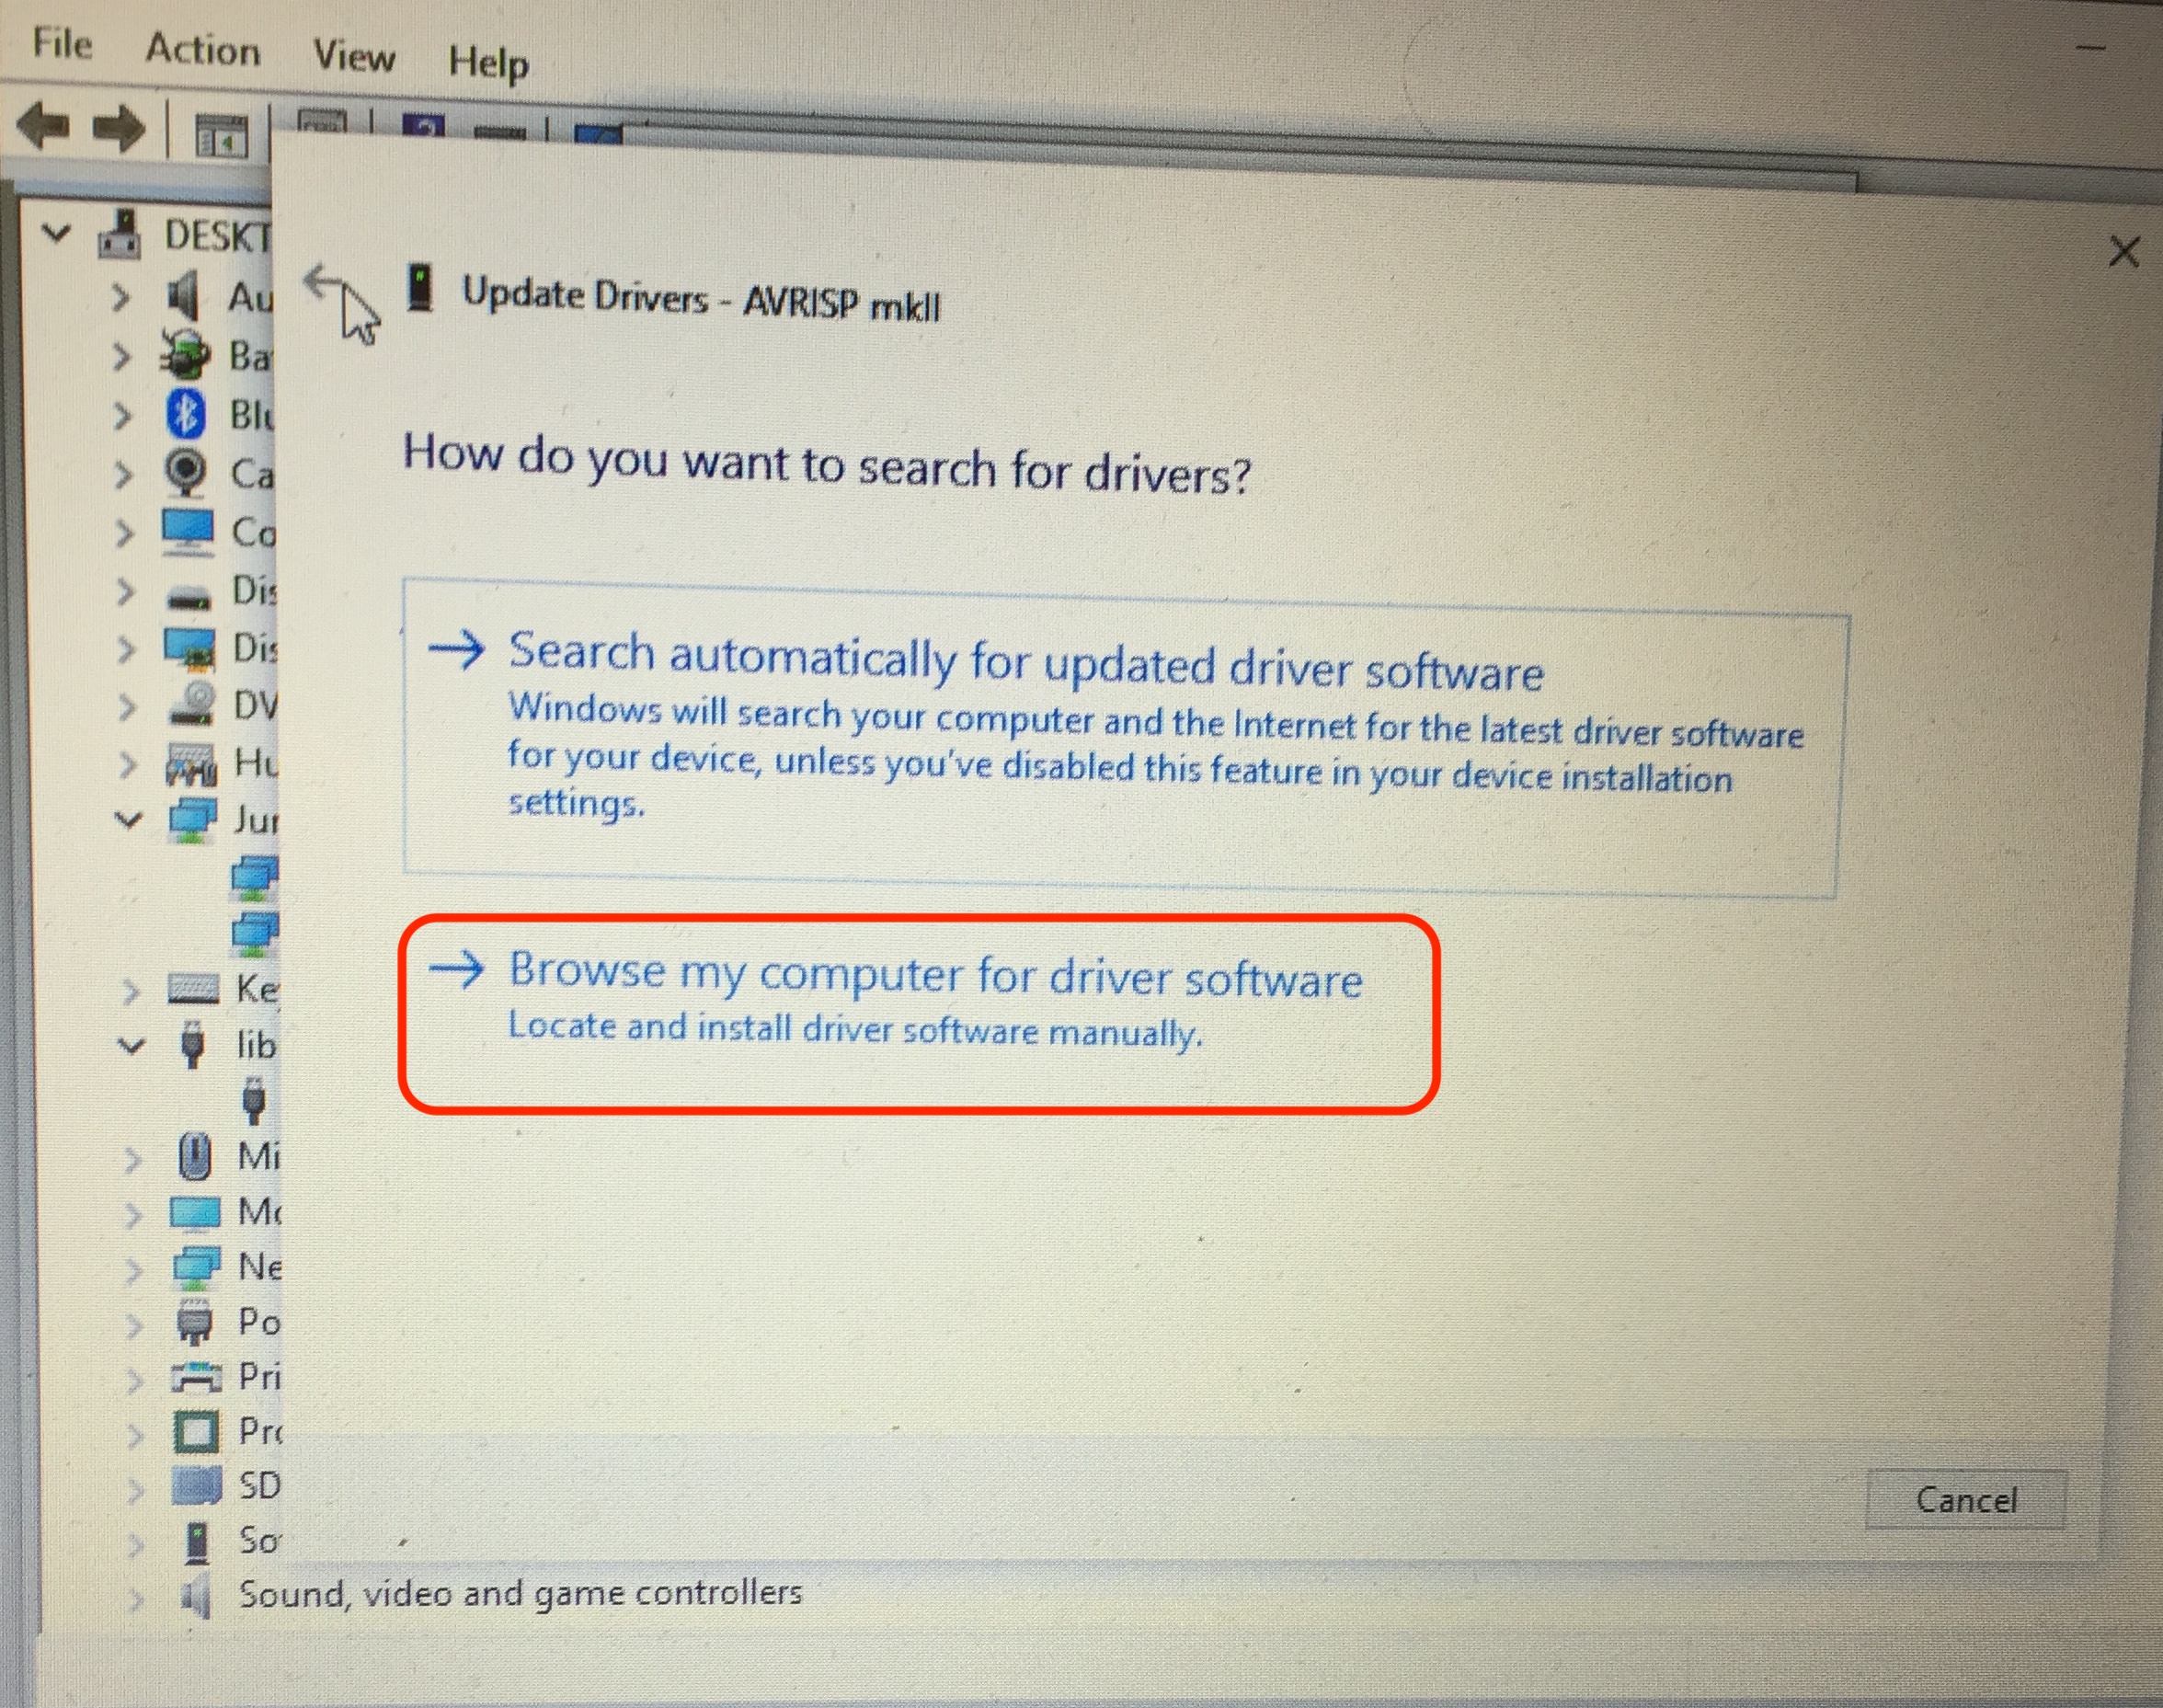 File Action View Help
DESKT
Au
Ba
Blu
Ca
Co
Dis
Dis
DV
Hu
Jun
Ke
lib
Mi
Mo
Ne
Po
Pri
Pro
SD
So
Sound, video and game controllers
Update Drivers - AVRISP mkII
How do you want to search for drivers?
Search automatically for updated driver software
Windows will search your computer and the Internet for the latest driver software
for your device, unless you've disabled this feature in your device installation
settings.
Browse my computer for driver software
Locate and install driver software manually.
Cancel